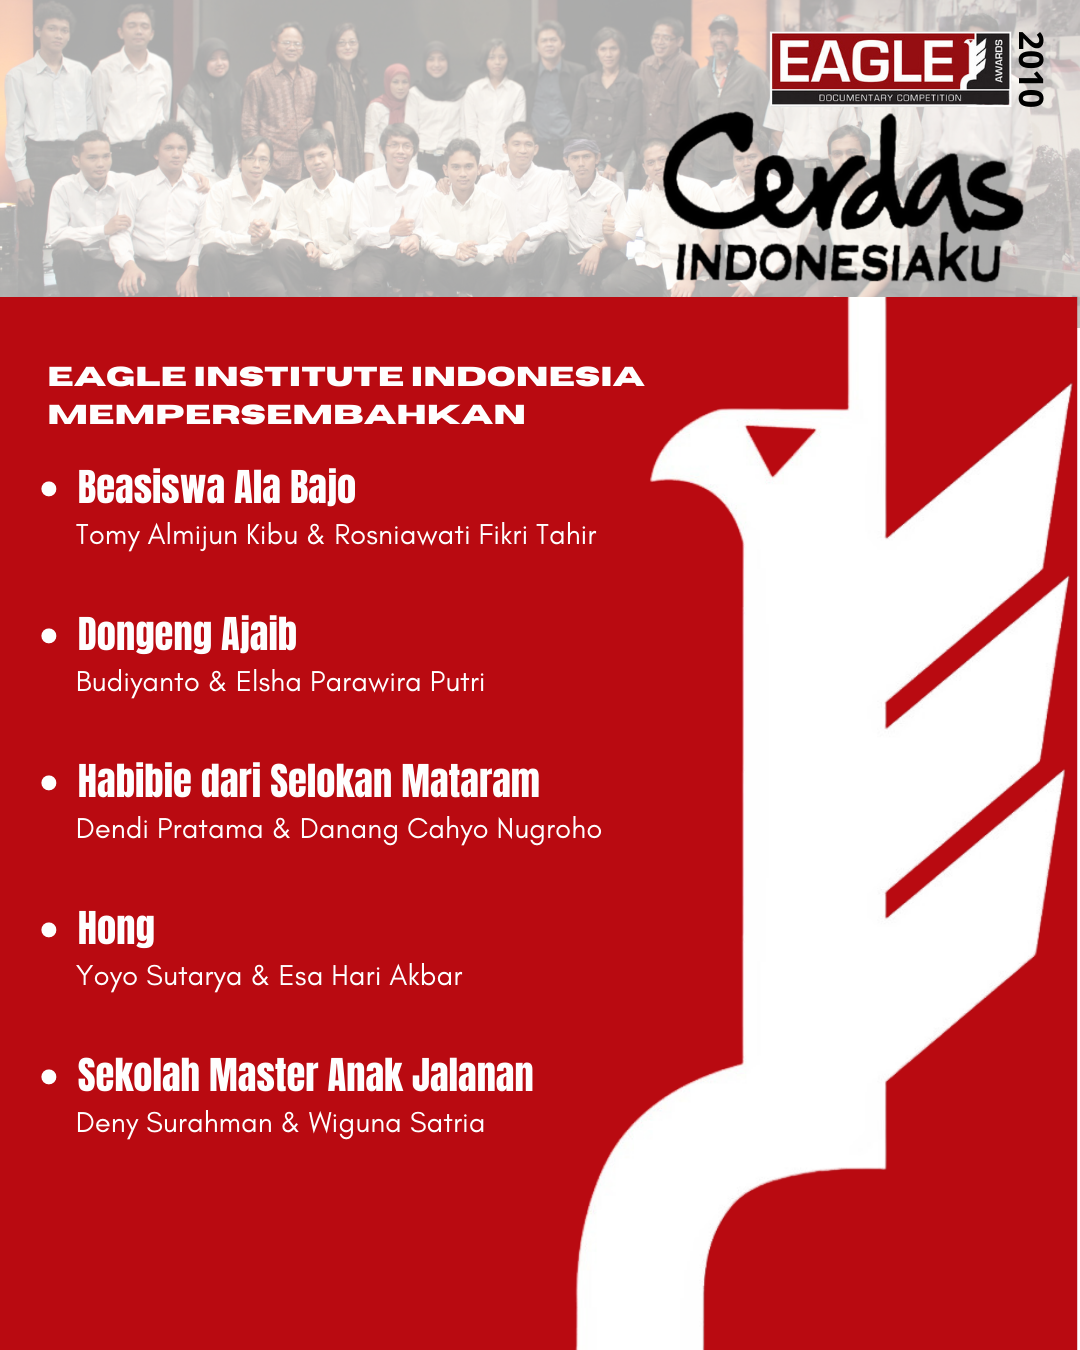 EAGLE
AWARDS
2010
DOCUMENTARY COMPETITION
Cerdas
INDONESIAKU
EAGLE INSTITUTE INDONESIA
MEMPERSEMBAHKAN
• Beasiswa Ala Bajo
Tomy Almijun Kibu & Rosniawati Fikri Tahir
• Dongeng Ajaib
Budiyanto & Elsha Parawira Putri
• Habibie dari Selokan Mataram
Dendi Pratama & Danang Cahyo Nugroho
• Hong
Yoyo Sutarya & Esa Hari Akbar
• Sekolah Master Anak Jalanan
Deny Surahman & Wiguna Satria